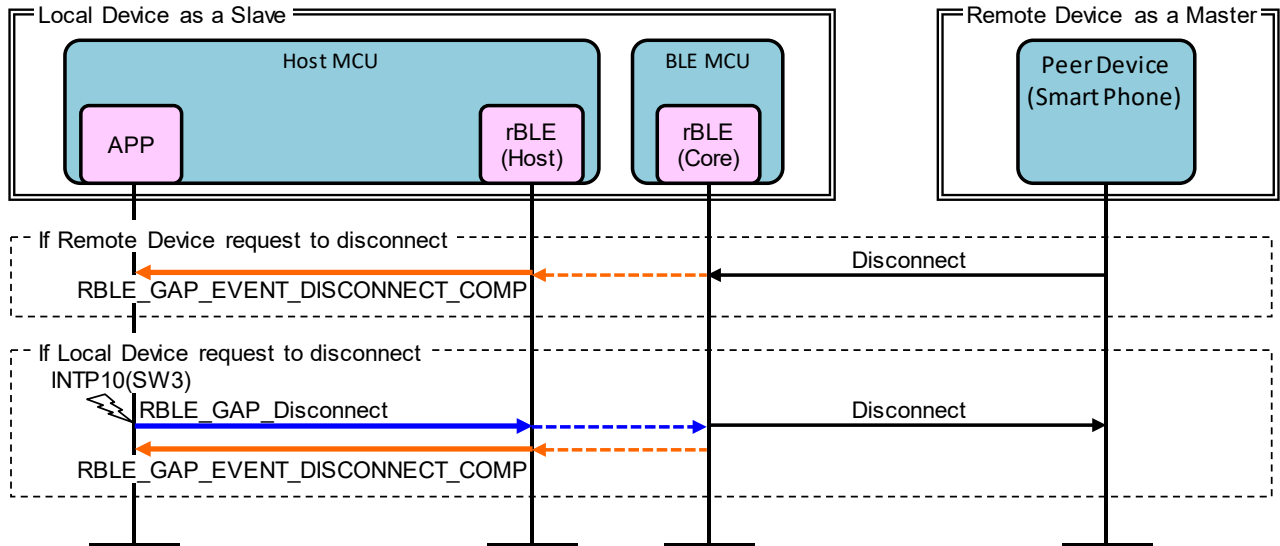 Local Device as a Slave
Remote Device as a Master
Host MCU
BLE MCU
Peer Device
(Smart Phone)
APP
rBLE
(Host)
rBLE
(Core)
If Remote Device request to disconnect
Disconnect
RBLE_GAP_EVENT_DISCONNECT_COMP
If Local Device request to disconnect
INTP10(SW3)
RBLE_GAP_Disconnect
Disconnect
RBLE_GAP_EVENT_DISCONNECT_COMP